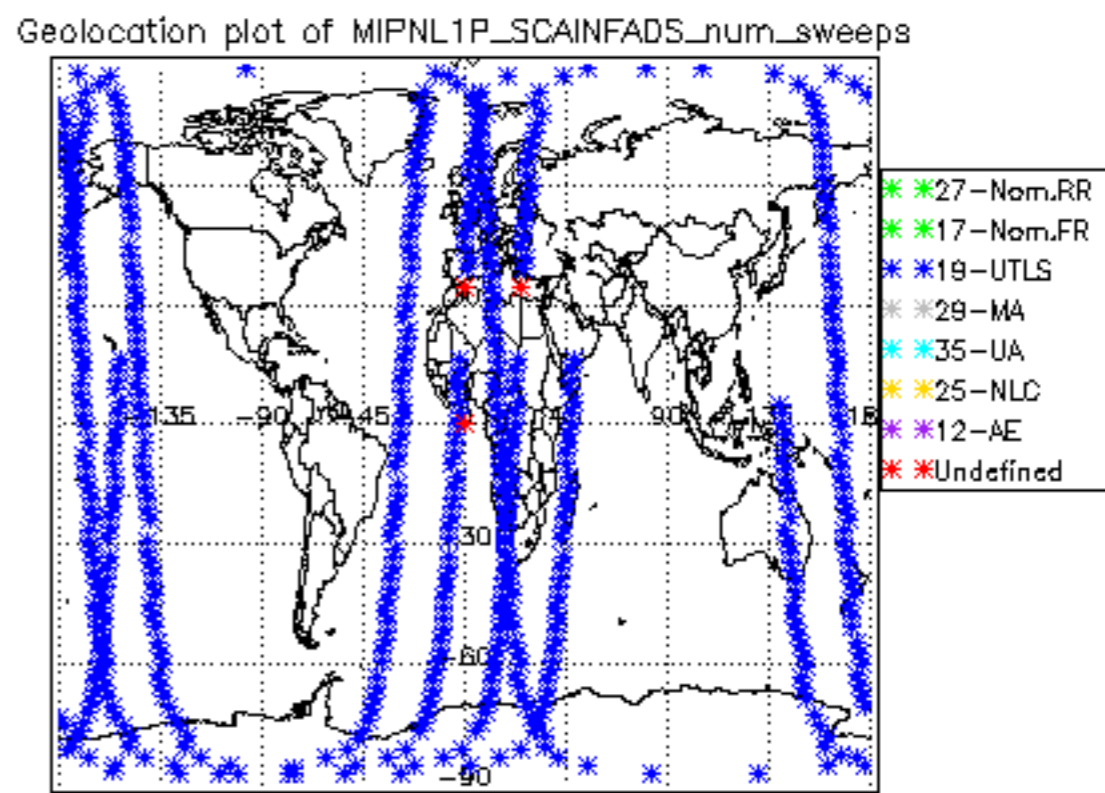 Geolocation plot of MIPNL1P_SCAINFADS_num_sweeps
27-Nom.RR
17-Nom.FR
19-UTLS
29-MA
35-UA
25-NLC
12-AE
Undefined
-135 -90 -45 90
-30
-60
-90